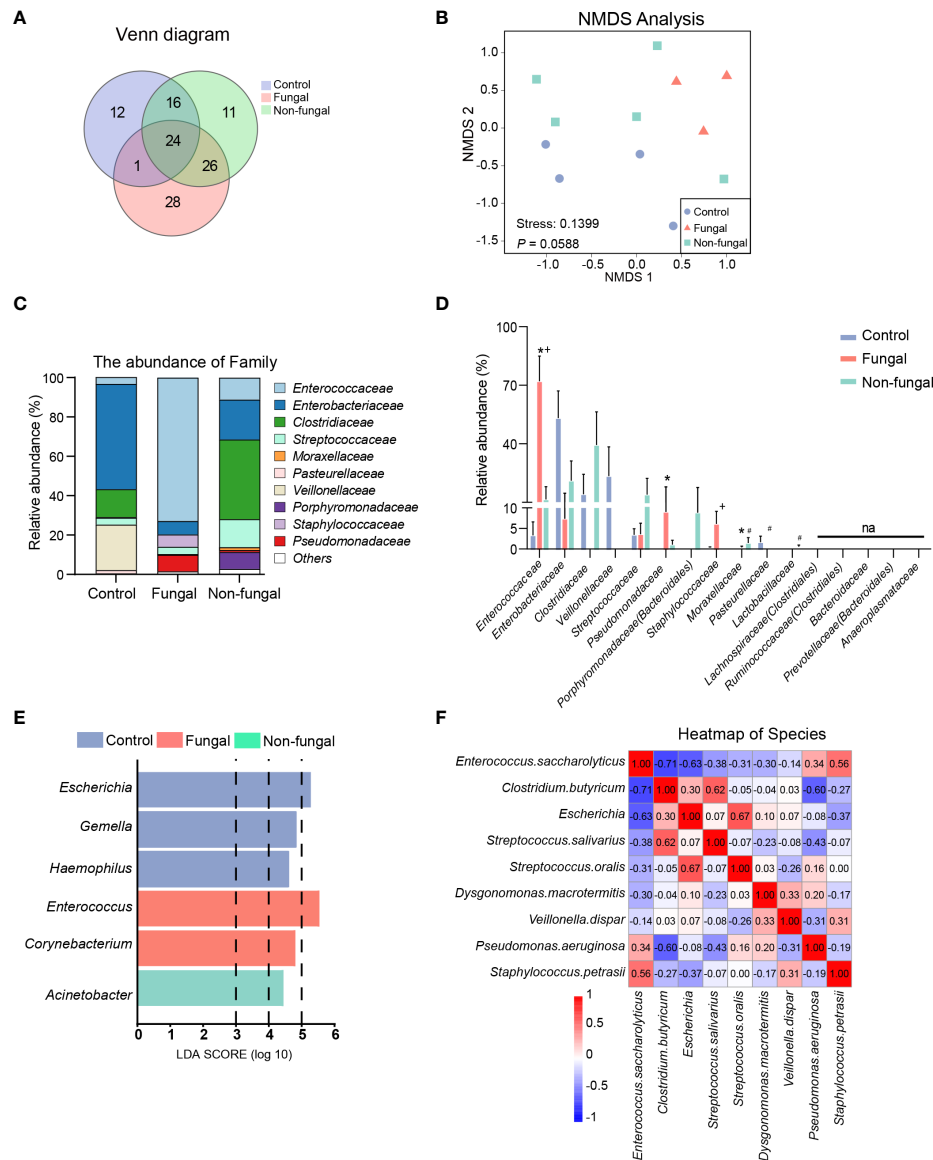 A
Venn diagram
12
16
11
24
1
26
28
Control
Fungal
Non-fungal
B
NMDS Analysis
NMDS 2
1.0
0.5
0.0
-0.5
-1.0
-1.5
Stress: 0.1399
P = 0.0588
Control
Fungal
Non-fungal
-1.0 -0.5 0.0 0.5 1.0
NMDS 1
C
The abundance of Family
Relative abundance (%)
100
80
60
40
20
0
Control Fungal Non-fungal
Enterococcaceae
Enterobacteriaceae
Clostridiaceae
Streptococcaceae
Moraxellaceae
Pasteurellaceae
Veillonellaceae
Porphyromonadaceae
Staphylococcaceae
Pseudomonadaceae
Others
D
Relative abundance (%)
100
70
40
10
5
0
*+
*
+
*#
#
#
na
Control
Fungal
Non-fungal
Enterococcaceae
Enterobacteriaceae
Clostridiaceae
Veillonellaceae
Streptococcaceae
Pseudomonadaceae
Porphyromonadaceae(Bacteroidales)
Staphylococcaceae
Moraxellaceae
Pasteurellaceae
Lactobacillaceae
Lachnospiraceae(Clostridiales)
Ruminococcaceae(Clostridiales)
Bacteroidaceae
Prevotellaceae(Bacteroidales)
Anaeroplasmataceae
E
Control Fungal Non-fungal
Escherichia
Gemella
Haemophilus
Enterococcus
Corynebacterium
Acinetobacter
0 1 2 3 4 5 6
LDA SCORE (log 10)
F
Heatmap of Species
Enterococcus.saccharolyticus 1.00 -0.71 -0.63 -0.38 -0.31 -0.30 -0.14 0.34 0.56
Clostridium.butyricum -0.71 1.00 0.30 0.62 -0.05 -0.04 0.03 -0.60 -0.27
Escherichia -0.63 0.30 1.00 0.07 0.67 0.10 0.07 -0.08 -0.37
Streptococcus.salivarius -0.38 0.62 0.07 1.00 -0.07 -0.23 -0.08 -0.43 -0.07
Streptococcus.oralis -0.31 -0.05 0.67 -0.07 1.00 0.03 -0.26 0.16 0.00
Dysgonomonas.macrotermitis -0.30 -0.04 0.10 -0.23 0.03 1.00 0.33 0.20 -0.17
Veillonella.dispar -0.14 0.03 0.07 -0.08 -0.26 0.33 1.00 -0.31 0.31
Pseudomonas.aeruginosa 0.34 -0.60 -0.08 -0.43 0.16 0.20 -0.31 1.00 -0.19
Staphylococcus.petrasii 0.56 -0.27 -0.37 -0.07 0.00 -0.17 0.31 -0.19 1.00
1
0.5
0
-0.5
-1
Enterococcus.saccharolyticus
Clostridium.butyricum
Escherichia
Streptococcus.salivarius
Streptococcus.oralis
Dysgonomonas.macrotermitis
Veillonella.dispar
Pseudomonas.aeruginosa
Staphylococcus.petrasii